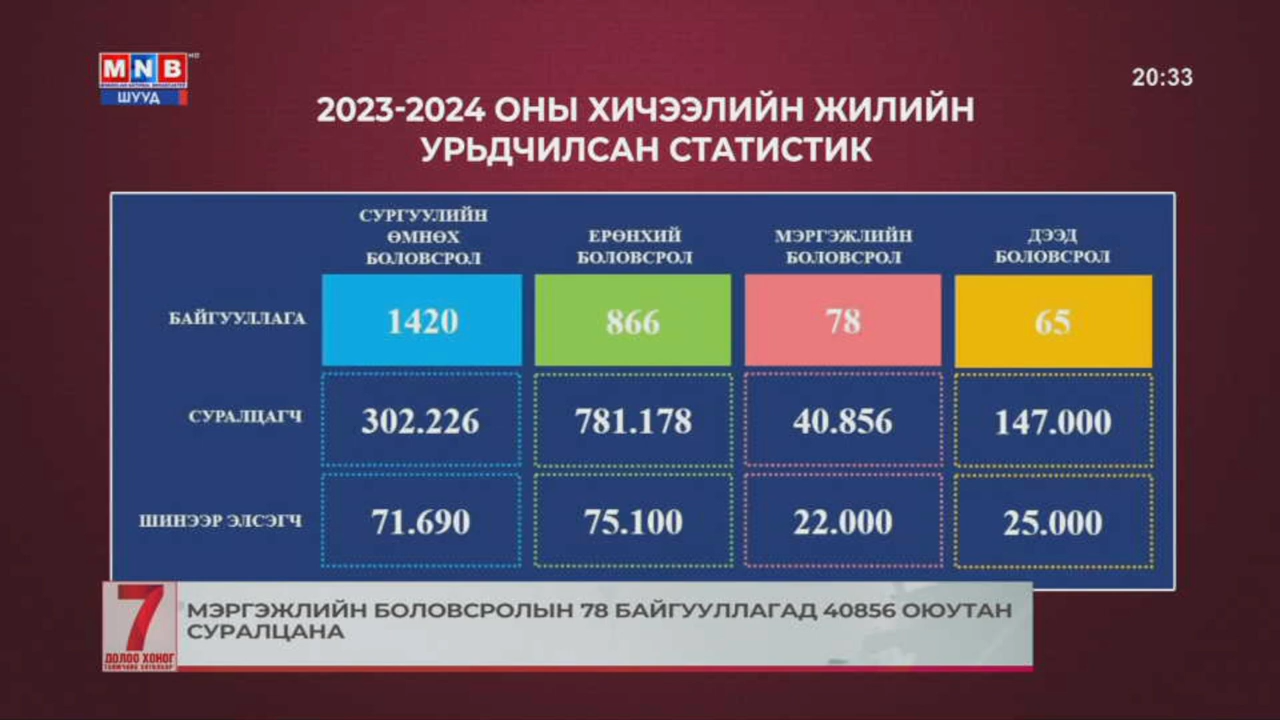 MNB
HD
ШУУД
20:33
2023-2024 ОНЫ ХИЧЭЭЛИЙН ЖИЛИЙН
УРЬДЧИЛСАН СТАТИСТИК
СУРГУУЛИЙН
ӨМНӨХ
БОЛОВСРОЛ
ЕРӨНХИЙ
БОЛОВСРОЛ
МЭРГЭЖЛИЙН
БОЛОВСРОЛ
ДЭЭД
БОЛОВСРОЛ
БАЙГУУЛЛАГА 1420 866 78 65
СУРАЛЦАГЧ 302.226 781.178 40.856 147.000
ШИНЭЭР ЭЛСЭГЧ 71.690 75.100 22.000 25.000
7
ДОЛОО ХОНОГ
МЭРГЭЖЛИЙН БОЛОВСРОЛЫН 78 БАЙГУУЛЛАГАД 40856 ОЮУТАН
СУРАЛЦАНА